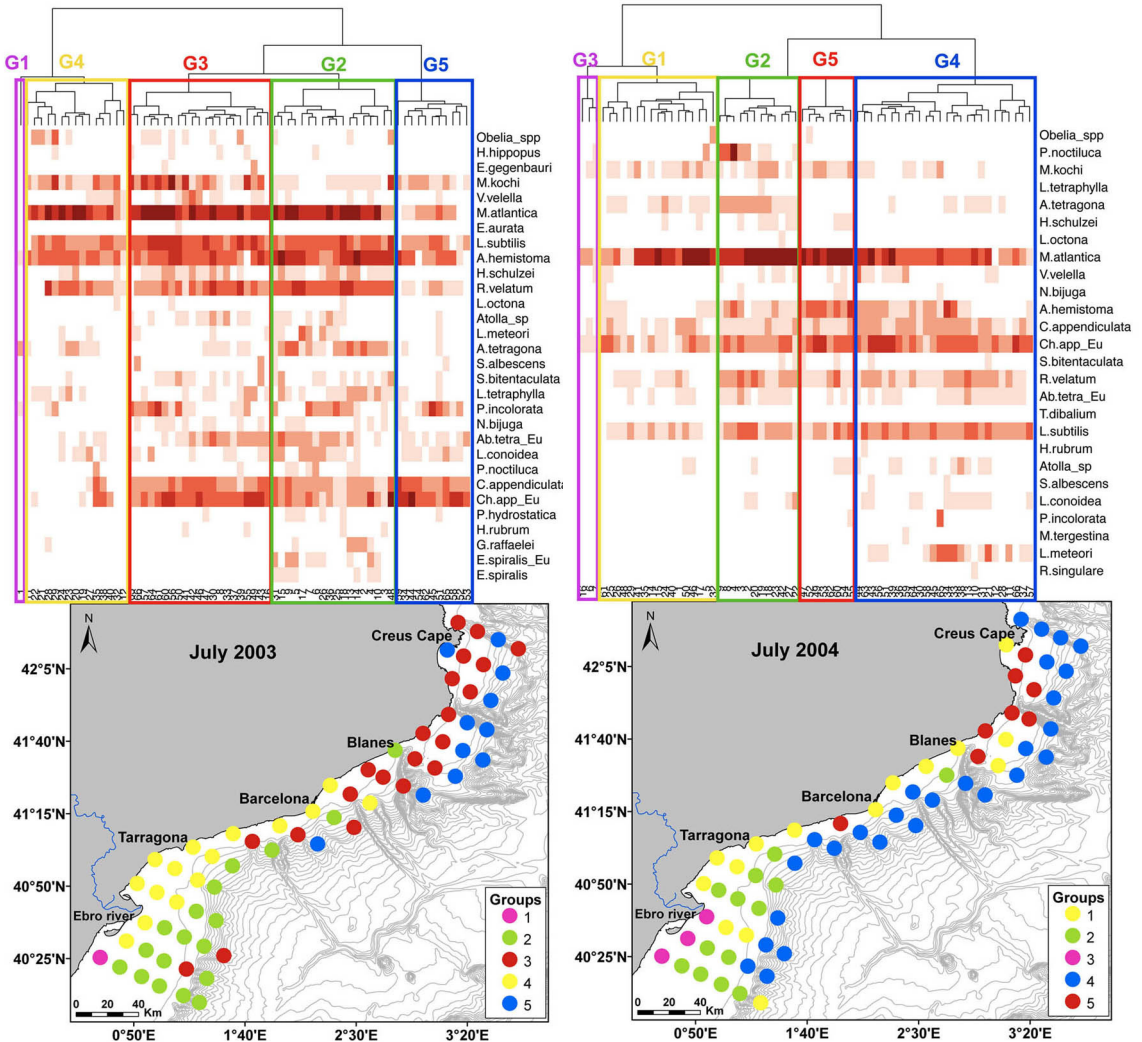 G1 G4 G3 G2 G5
Obelia_spp
H.hippopus
E.gegenbauri
M.kochi
V.velella
M.atlantica
E.aurata
L.subtilis
A.hemistoma
H.schulzei
R.velatum
L.octona
Atolla_sp
L.meteori
A.tetragona
S.albescens
S.bitentaculata
L.tetraphylla
P.incolorata
N.bijuga
Ab.tetra_Eu
L.conoidea
P.noctiluca
C.appendiculata
Ch.app_Eu
P.hydrostatica
H.rubrum
G.raffaelei
E.spiralis_Eu
E.spiralis
G3 G1 G2 G5 G4
Obelia_spp
P.noctiluca
M.kochi
L.tetraphylla
A.tetragona
H.schulzei
L.octona
M.atlantica
V.velella
N.bijuga
A.hemistoma
C.appendiculata
Ch.app_Eu
S.bitentaculata
R.velatum
Ab.tetra_Eu
T.dibalium
L.subtilis
H.rubrum
Atolla_sp
S.albescens
L.conoidea
P.incolorata
M.tergestina
L.meteori
R.singulare
N
July 2003
Creus Cape
Blanes
Barcelona
Tarragona
Ebro river
42°5'N
41°40'N
41°15'N
40°50'N
40°25'N
Groups
1
2
3
4
5
0 20 40
Km
0°50'E 1°40'E 2°30'E 3°20'E
N
July 2004
Creus Cape
Blanes
Barcelona
Tarragona
Ebro river
42°5'N
41°40'N
41°15'N
40°50'N
40°25'N
Groups
1
2
3
4
5
0 20 40
Km
0°50'E 1°40'E 2°30'E 3°20'E